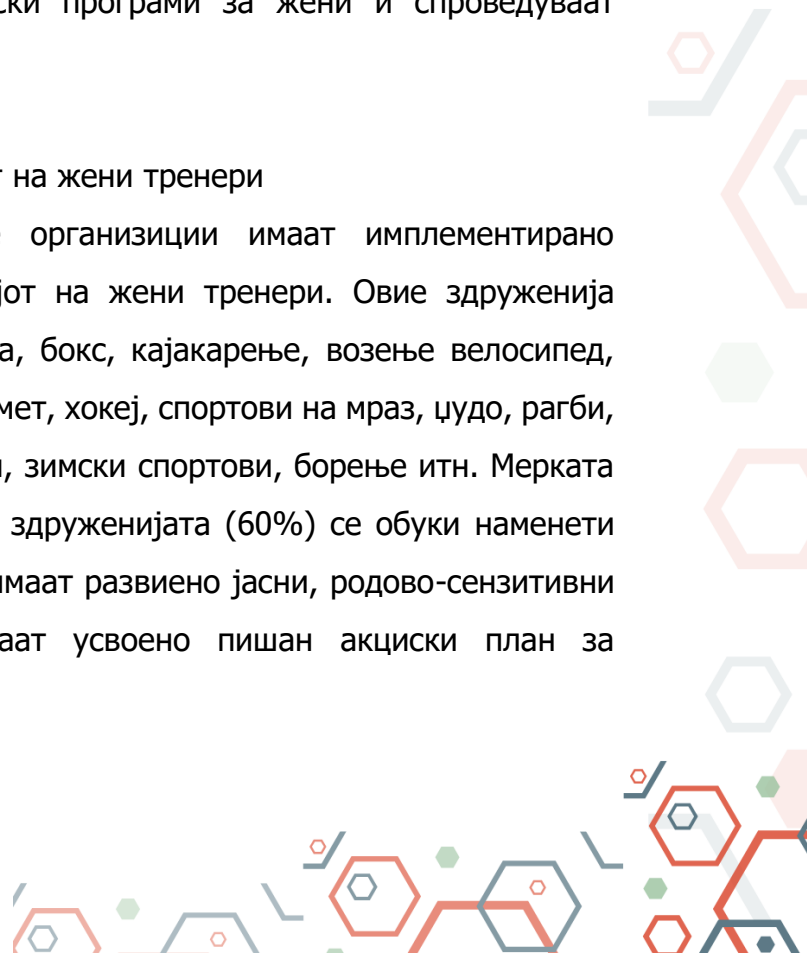 ски програми за жени и спроведуваат
т на жени тренери
организиции имаат имплементирано
јот на жени тренери. Овие здруженија
а, бокс, кајакарење, возење велосипед,
мет, хокеј, спортови на мраз, џудо, рагби,
и, зимски спортови, борење итн. Мерката
здруженијата (60%) се обуки наменети
имаат развиено јасни, родово-сензитивни
аат усвоено пишан акциски план за